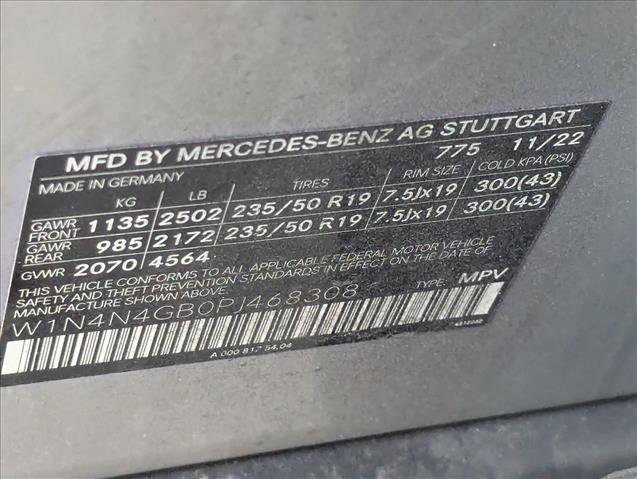 MFD BY MERCEDES-BENZ AG STUTTGART
MADE IN GERMANY 775 11/22
KG LB TIRES RIM SIZE COLD KPA (PSI)
GAWR FRONT 1135 2502 235/50 R19 7.5Jx19 300(43)
GAWR REAR 985 2172 235/50 R19 7.5Jx19 300(43)
GVWR 2070 4564
THIS VEHICLE CONFORMS TO ALL APPLICABLE FEDERAL MOTOR VEHICLE
SAFETY AND THEFT PREVENTION STANDARDS IN EFFECT ON THE DATE OF
MANUFACTURE SHOWN ABOVE.
W1N4N4GB0PJ468308 TYPE: MPV
A 000 817 54 04